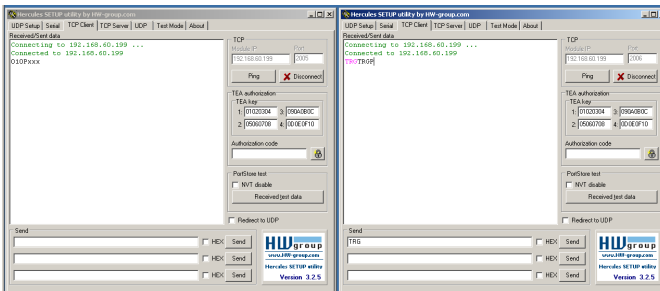 Hercules SETUP utility by HW-group.com
UDP Setup | Serial | TCP Client | TCP Server | UDP | Test Mode | About
Received/Sent data
Connecting to 192.168.60.199 ...
Connected to 192.168.60.199
010Pxxx
TCP
Module IP Port
192.168.60.199 2005
Ping Disconnect
TEA authorization
TEA key
1: 01020304 3: 090A0B0C
2: 05060708 4: 0D0E0F10
Authorization code
PortStore test
NVT disable
Received test data
Redirect to UDP
Send
HEX Send
HEX Send
HEX Send
HW group
www.HW-group.com
Hercules SETUP utility
Version 3.2.5
Hercules SETUP utility by HW-group.com
UDP Setup | Serial | TCP Client | TCP Server | UDP | Test Mode | About
Received/Sent data
Connecting to 192.168.60.199 ...
Connected to 192.168.60.199
TRGTRGP
TCP
Module IP Port
192.168.60.199 2006
Ping Disconnect
TEA authorization
TEA key
1: 01020304 3: 090A0B0C
2: 05060708 4: 0D0E0F10
Authorization code
PortStore test
NVT disable
Received test data
Redirect to UDP
Send
TRG HEX Send
HEX Send
HEX Send
HW group
www.HW-group.com
Hercules SETUP utility
Version 3.2.5